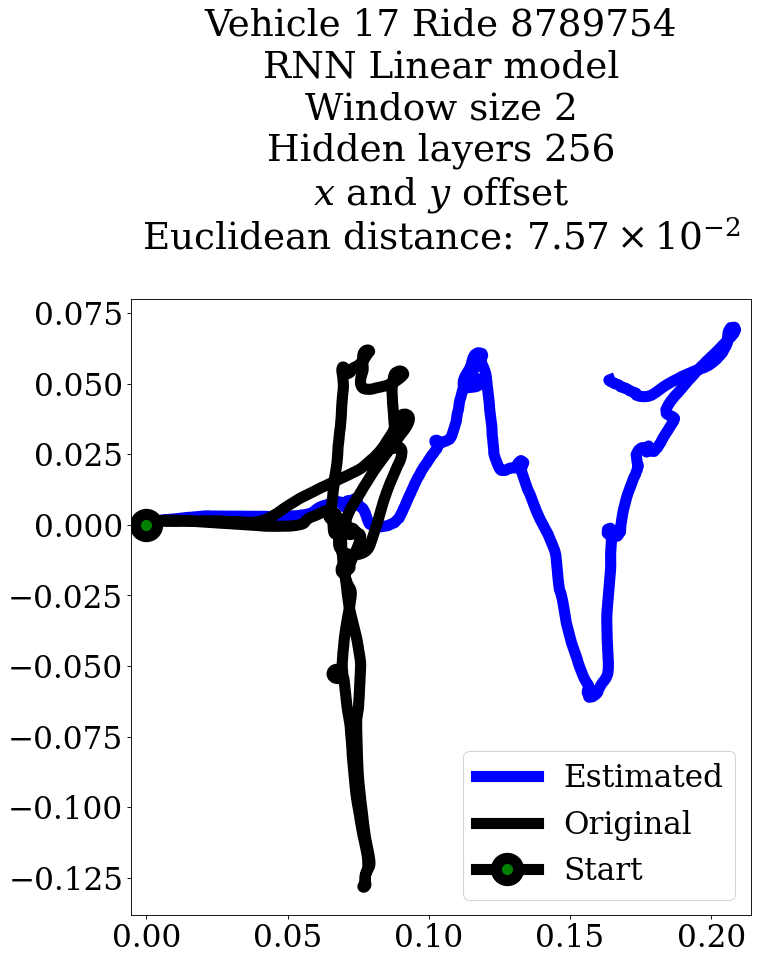 Vehicle 17 Ride 8789754
RNN Linear model
Window size 2
Hidden layers 256
x and y offset
Euclidean distance: 7.57 × 10⁻²
0.075
0.050
0.025
0.000
−0.025
−0.050
−0.075
−0.100
−0.125
Estimated
Original
Start
0.00 0.05 0.10 0.15 0.20